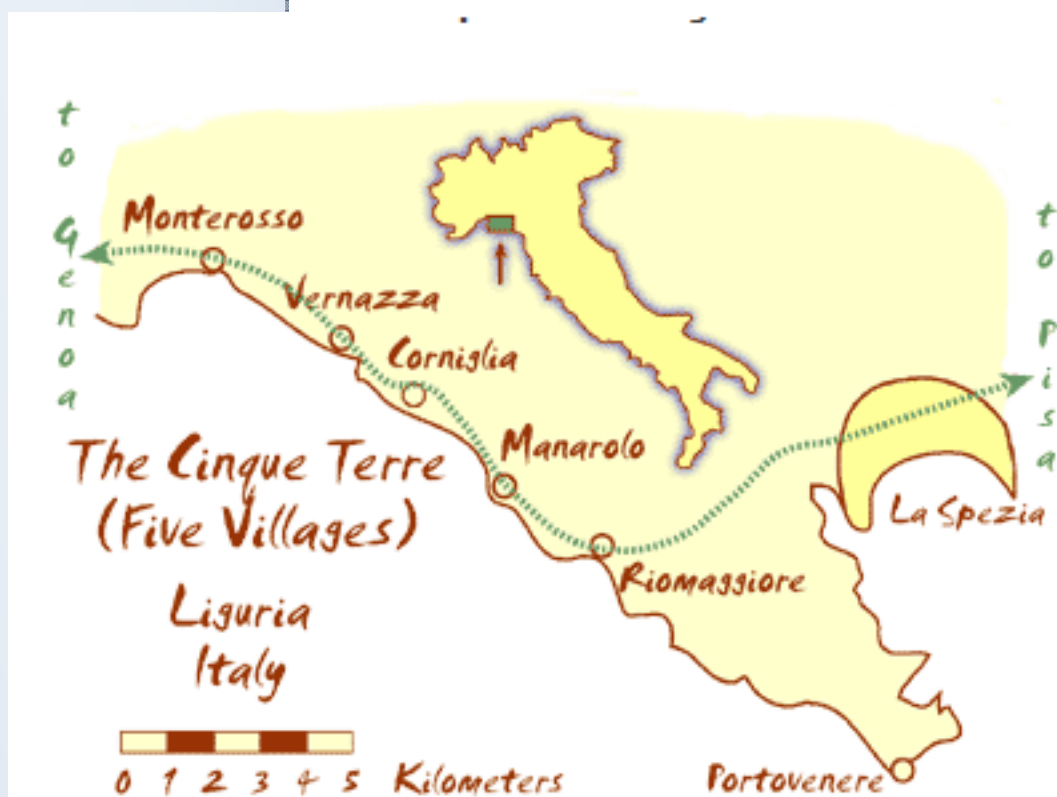 to Genoa
to Pisa
Monterosso
Vernazza
Corniglia
Manarolo
The Cinque Terre
(Five Villages)
La Spezia
Riomaggiore
Liguria
Italy
0 1 2 3 4 5 Kilometers
Portovenere